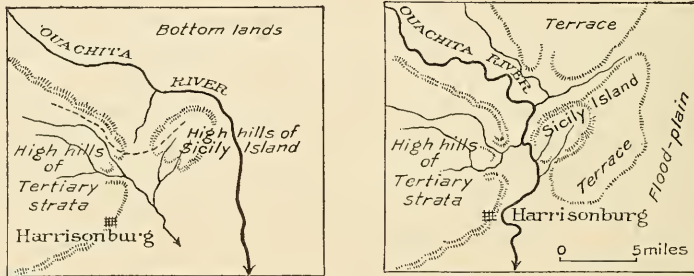 OUACHITA
RIVER
Bottom lands
High hills of
Sicily Island
High hills
of
Tertiary
strata
Harrisonburg
Terrace
OUACHITA RIVER
Sicily Island
Terrace
Flood-plain
High hills
of
Tertiary
strata
Harrisonburg
0 5 miles